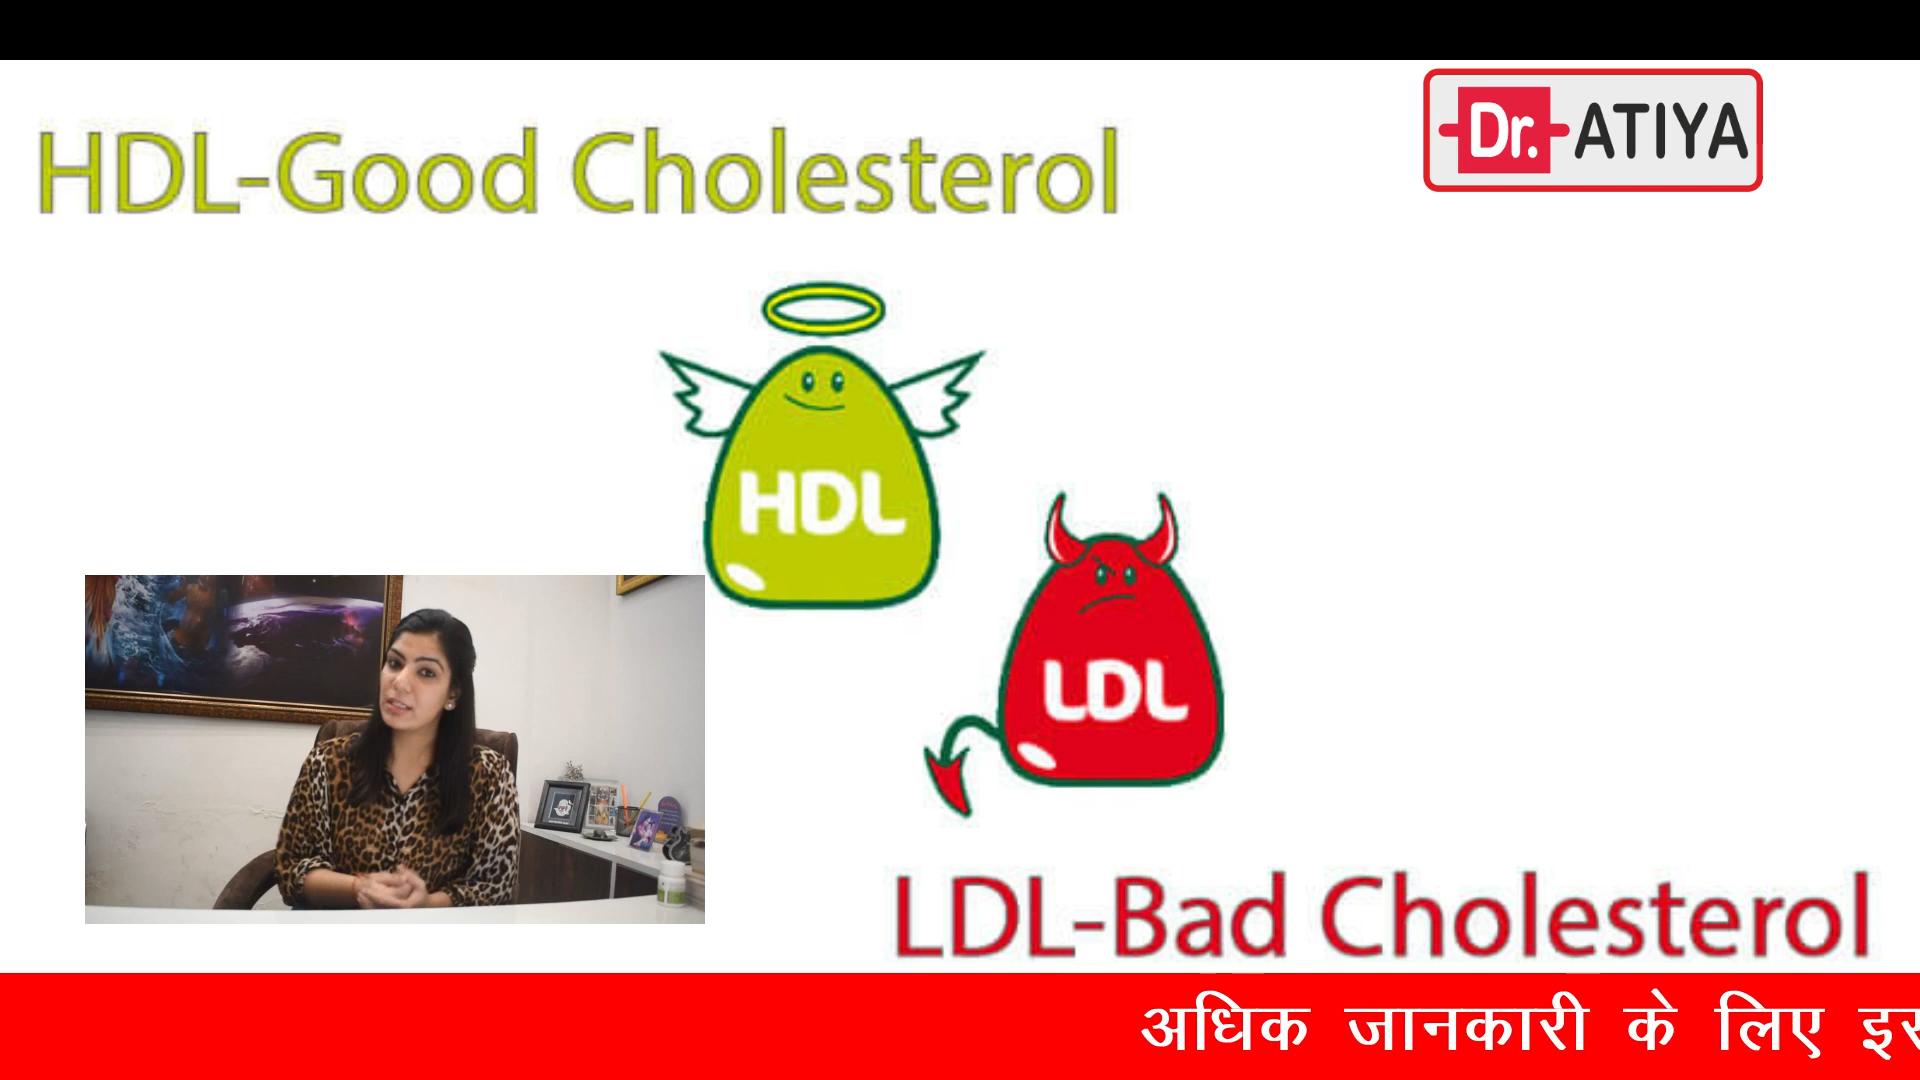 HDL-Good Cholesterol
Dr. ATIYA
HDL
LDL
LDL-Bad Cholesterol
अधिक जानकारी के लिए